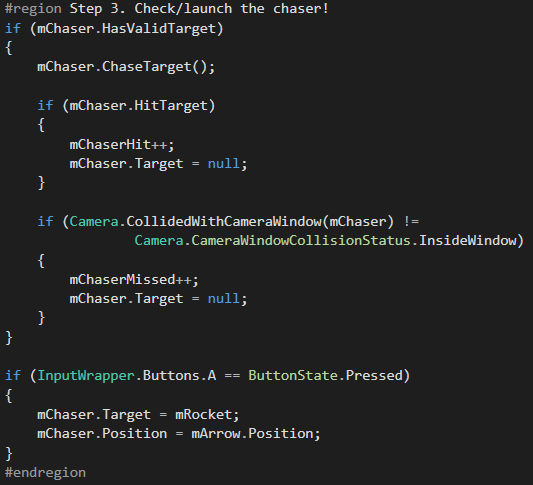 #region Step 3. Check/launch the chaser!
if (mChaser.HasValidTarget)
{
    mChaser.ChaseTarget();

    if (mChaser.HitTarget)
    {
        mChaserHit++;
        mChaser.Target = null;
    }

    if (Camera.CollidedWithCameraWindow(mChaser) !=
                Camera.CameraWindowCollisionStatus.InsideWindow)
    {
        mChaserMissed++;
        mChaser.Target = null;
    }
}

if (InputWrapper.Buttons.A == ButtonState.Pressed)
{
    mChaser.Target = mRocket;
    mChaser.Position = mArrow.Position;
}
#endregion